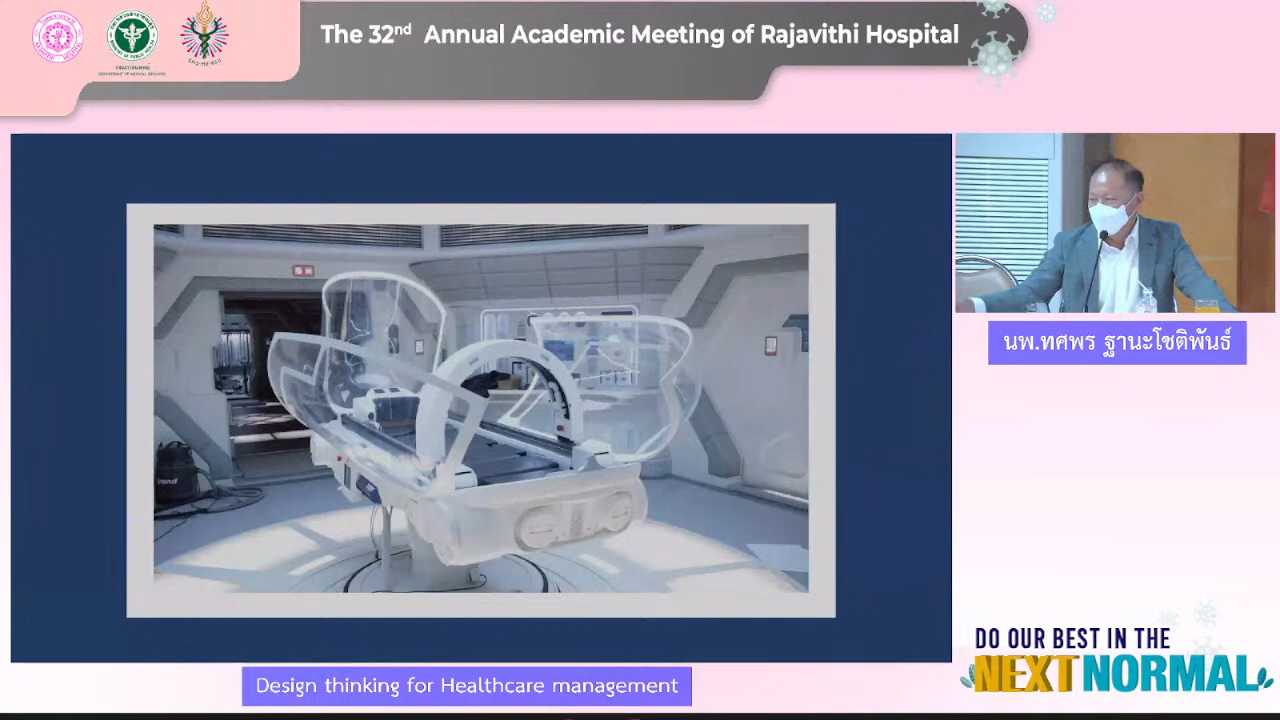 The 32nd Annual Academic Meeting of Rajavithi Hospital
นพ.ทศพร ฐานะโชติพันธ์
Design thinking for Healthcare management
DO OUR BEST IN THE
NEXT NORMAL